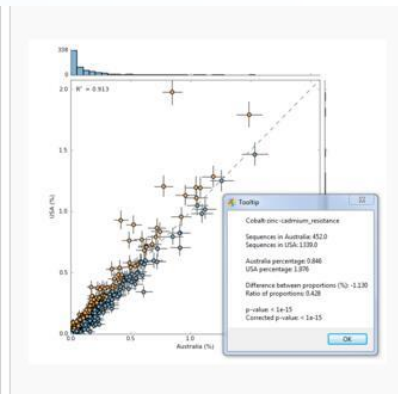 338
0
2.0
R² = 0.913
1.5
USA (%)
1.0
0.5
0.0
0.0
0.5
1.0
Australia (%)
Tooltip
Cobalt-zinc-cadmium_resistance
Sequences in Australia: 452.0
Sequences in USA: 1339.0
Australia percentage: 0.846
USA percentage: 1.976
Difference between proportions (%): -1.130
Ratio of proportions: 0.428
p-value: < 1e-15
Corrected p-value: < 1e-15
OK